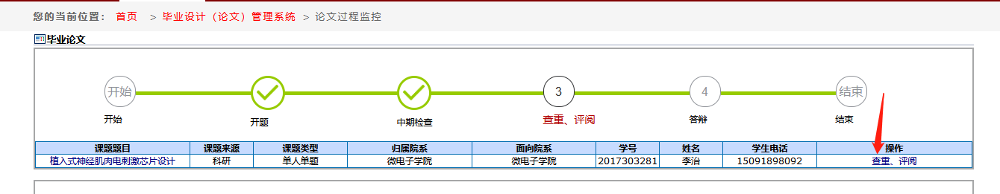 您的当前位置： 首页 > 毕业设计（论文）管理系统 > 论文过程监控
毕业论文
开始 3 4 结束
开始 开题 中期检查 查重、评阅 答辩 结束
课题题目 课题来源 课题类型 归属院系 面向院系 学号 姓名 学生电话 操作
植入式神经肌肉电刺激芯片设计 科研 单人单题 微电子学院 微电子学院 2017303281 李治 15091898092 查重、评阅